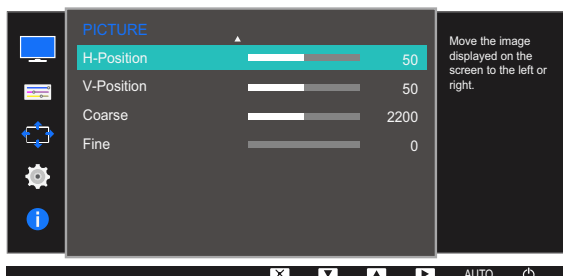 PICTURE
H-Position 50
V-Position 50
Coarse 2200
Fine 0
Move the image
displayed on the
screen to the left or
right.
AUTO